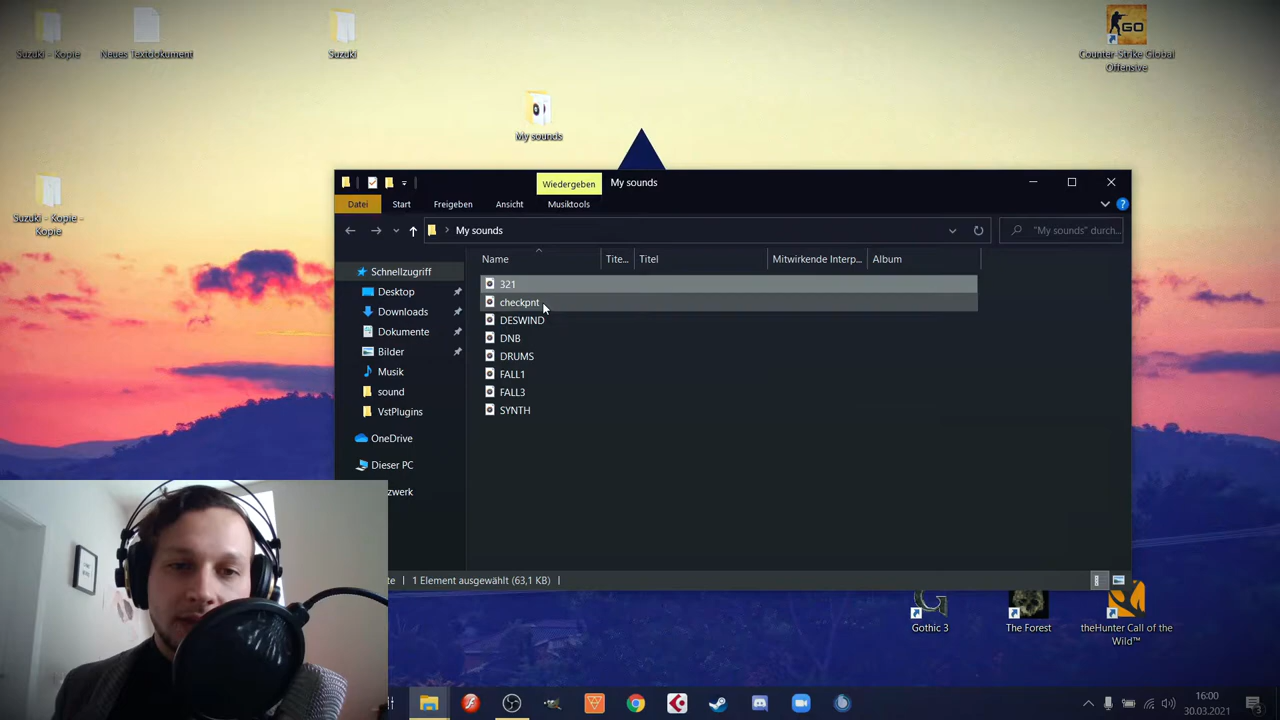 Suzuki - Kopie
Neues Textdokument
Suzuki
GO
Counter-Strike Global
Offensive
My sounds
Suzuki - Kopie -
Kopie
Wiedergeben
My sounds
Datei
Start
Freigeben
Ansicht
Musiktools
My sounds
"My sounds" durch...
Schnellzugriff
Desktop
Downloads
Dokumente
Bilder
Musik
sound
VstPlugins
OneDrive
Dieser PC
zwerk
Name
Tite...
Titel
Mitwirkende Interp...
Album
321
checkpnt
DESWIND
DNB
DRUMS
FALL1
FALL3
SYNTH
te
1 Element ausgewählt (63,1 KB)
Gothic 3
The Forest
theHunter Call of the
Wild™
16:00
30.03.2021
3